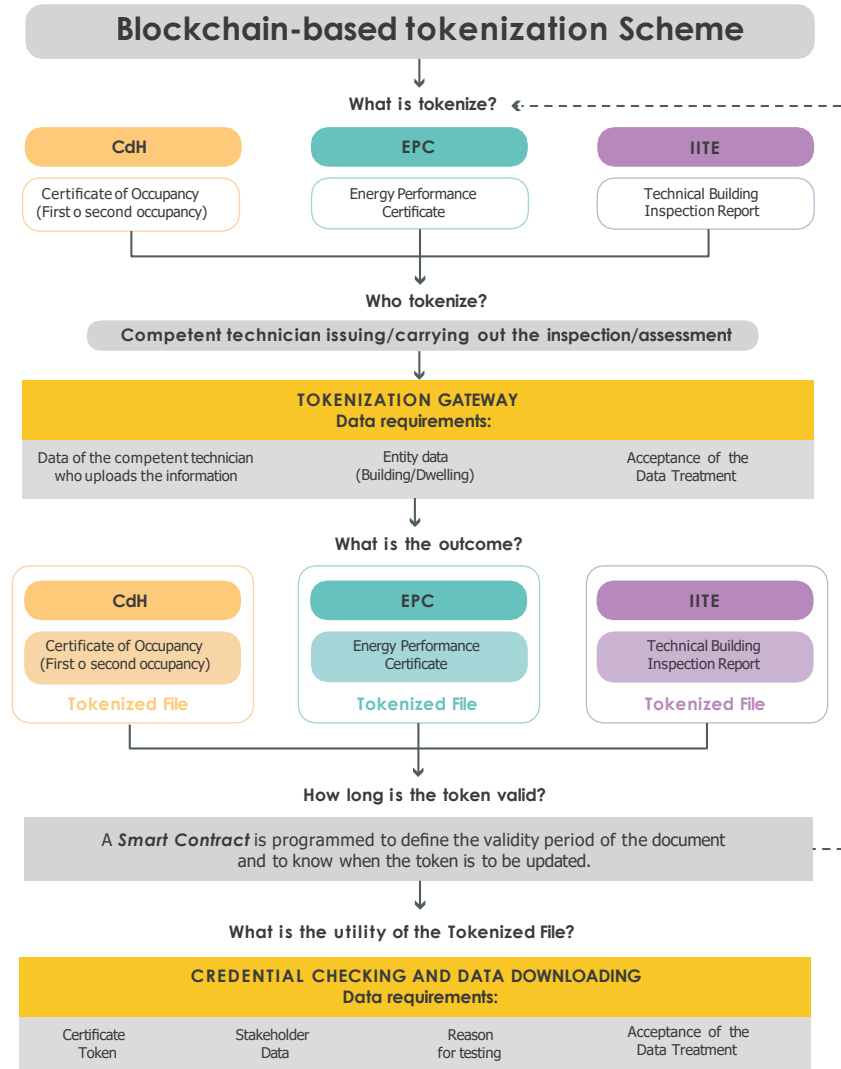 Blockchain-based tokenization Scheme
What is tokenize?
CdH
EPC
IITE
Certificate of Occupancy
(First o second occupancy)
Energy Performance
Certificate
Technical Building
Inspection Report
Who tokenize?
Competent technician issuing/carrying out the inspection/assessment
TOKENIZATION GATEWAY
Data requirements:
Data of the competent technician
who uploads the information
Entity data
(Building/Dwelling)
Acceptance of the
Data Treatment
What is the outcome?
CdH
Certificate of Occupancy
(First o second occupancy)
Tokenized File
EPC
Energy Performance
Certificate
Tokenized File
IITE
Technical Building
Inspection Report
Tokenized File
How long is the token valid?
A Smart Contract is programmed to define the validity period of the document
and to know when the token is to be updated.
What is the utility of the Tokenized File?
CREDENTIAL CHECKING AND DATA DOWNLOADING
Data requirements:
Certificate
Token
Stakeholder
Data
Reason
for testing
Acceptance of the
Data Treatment